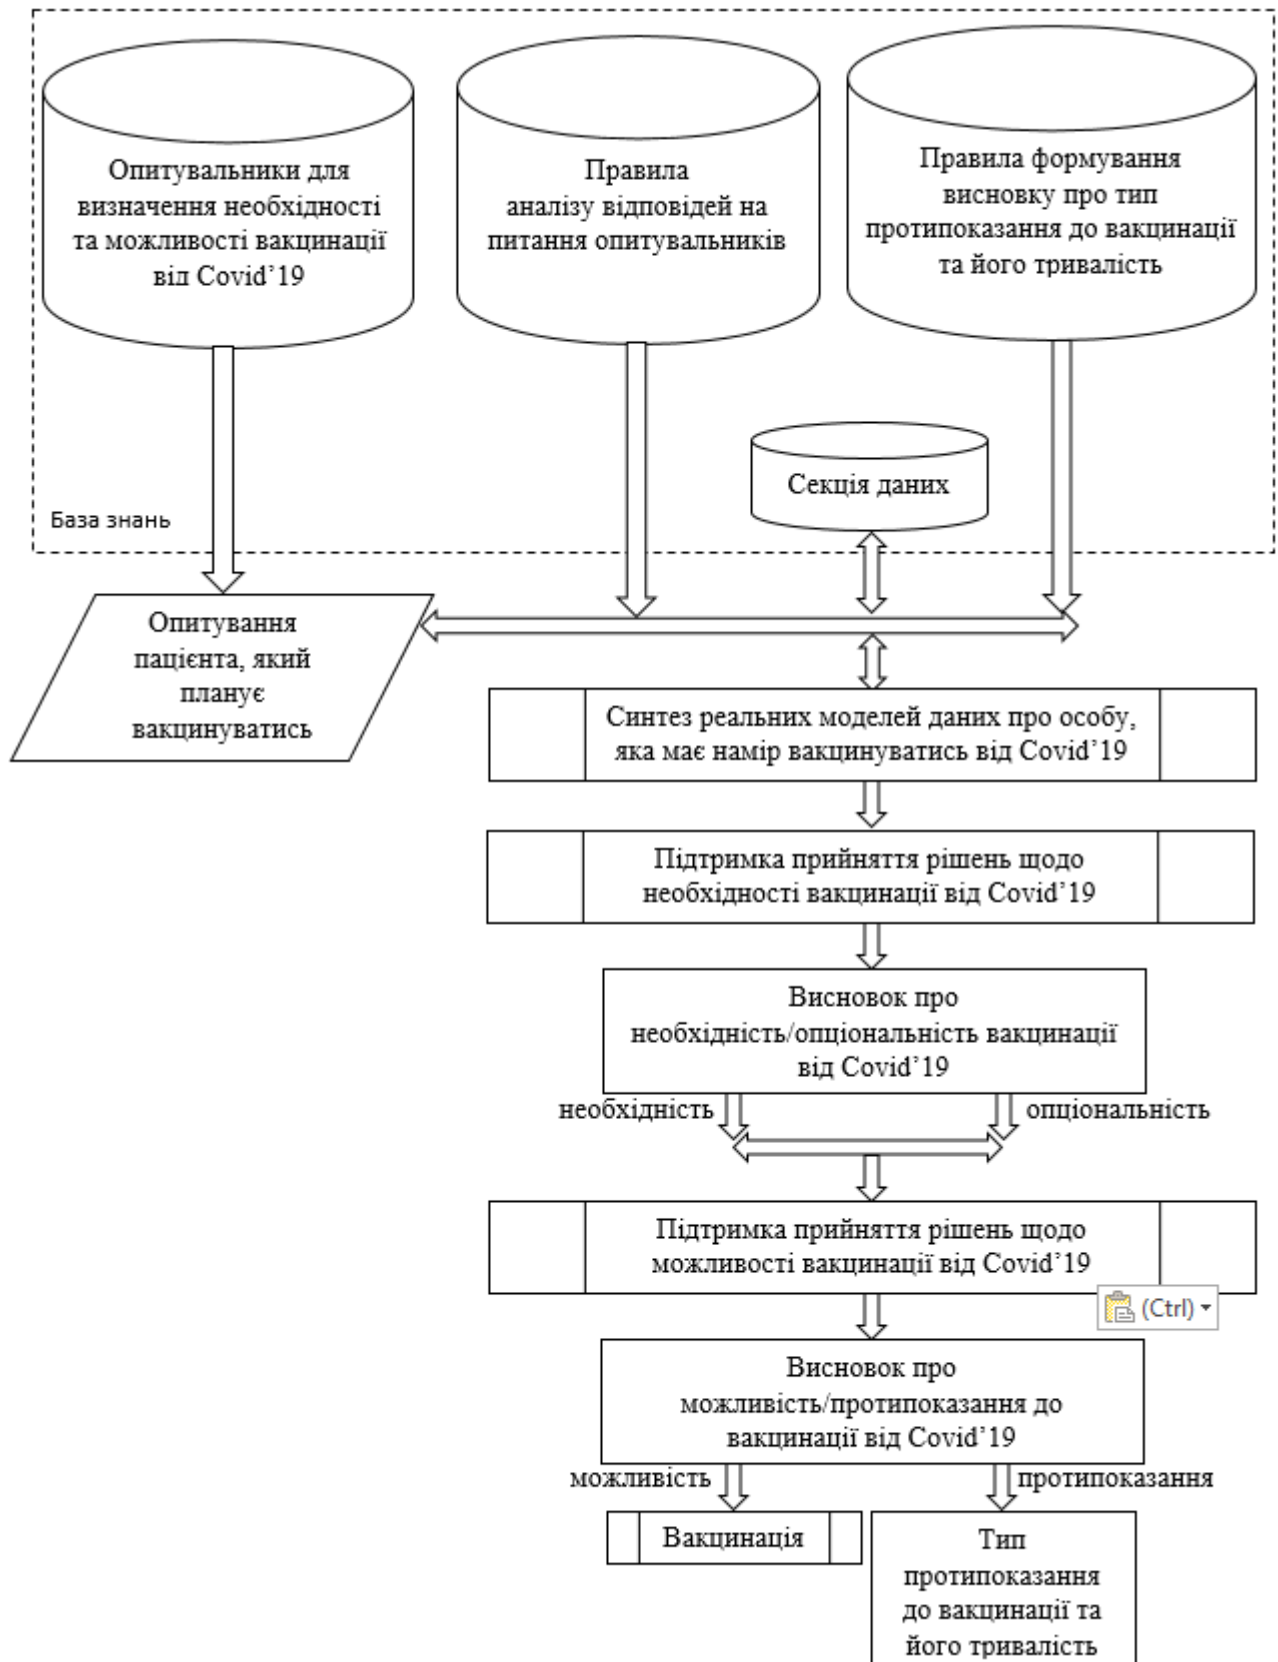 Опитувальники для
визначення необхідності
та можливості вакцинації
від Covid’19
Правила
аналізу відповідей на
питання опитувальників
Правила формування
висновку про тип
протипоказання до вакцинації
та його тривалість
Секція даних
База знань
Опитування
пацієнта, який
планує
вакцинуватись
Синтез реальних моделей даних про особу,
яка має намір вакцинуватись від Covid’19
Підтримка прийняття рішень щодо
необхідності вакцинації від Covid’19
Висновок про
необхідність/опціональність вакцинації
від Covid’19
необхідність
опціональність
Підтримка прийняття рішень щодо
можливості вакцинації від Covid’19
(Ctrl)
Висновок про
можливість/протипоказання до
вакцинації від Covid’19
можливість
протипоказання
Вакцинація
Тип
протипоказання
до вакцинації та
його тривалість